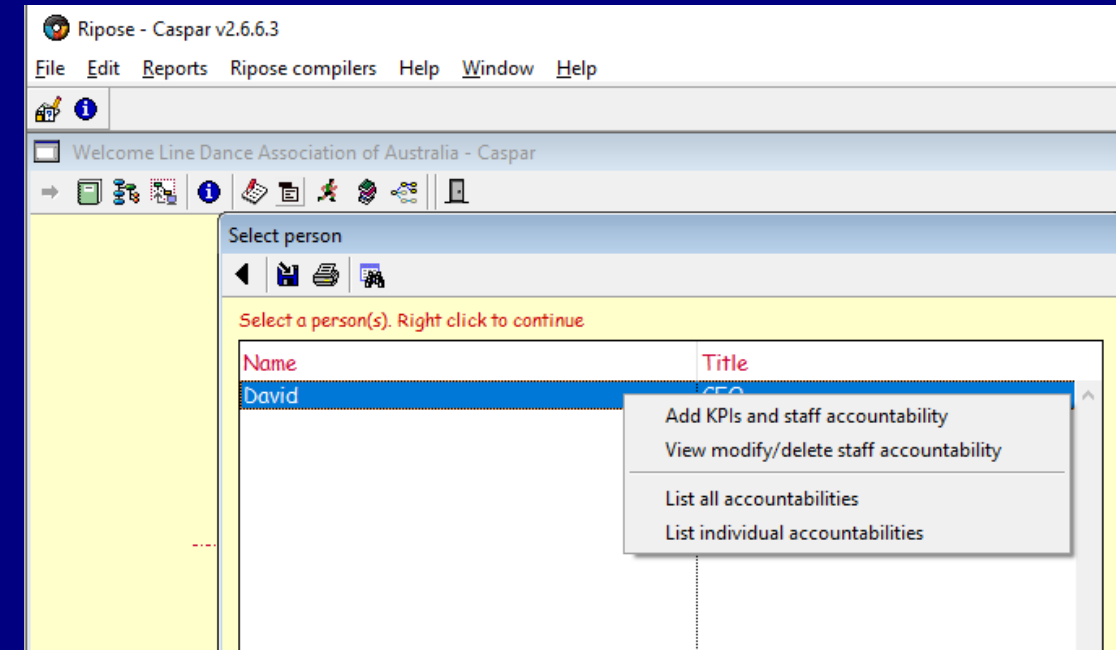 Ripose - Caspar v2.6.6.3
File Edit Reports Ripose compilers Help Window Help
Welcome Line Dance Association of Australia - Caspar
Select person
Select a person(s). Right click to continue
Name Title
David CEO
Add KPIs and staff accountability
View modify/delete staff accountability
List all accountabilities
List individual accountabilities